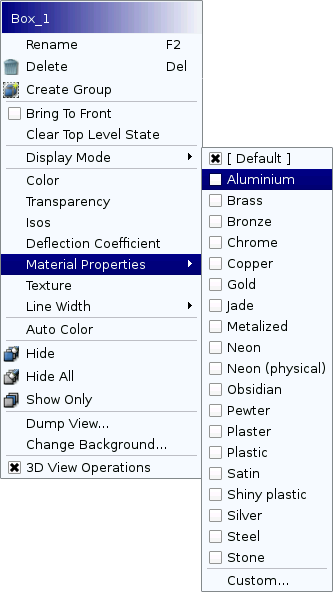 Box_1
Rename F2
Delete Del
Create Group
Bring To Front
Clear Top Level State
Display Mode
Color
Transparency
Isos
Deflection Coefficient
Material Properties
Texture
Line Width
Auto Color
Hide
Hide All
Show Only
Dump View...
Change Background...
3D View Operations
[ Default ]
Aluminium
Brass
Bronze
Chrome
Copper
Gold
Jade
Metalized
Neon
Neon (physical)
Obsidian
Pewter
Plaster
Plastic
Satin
Shiny plastic
Silver
Steel
Stone
Custom...